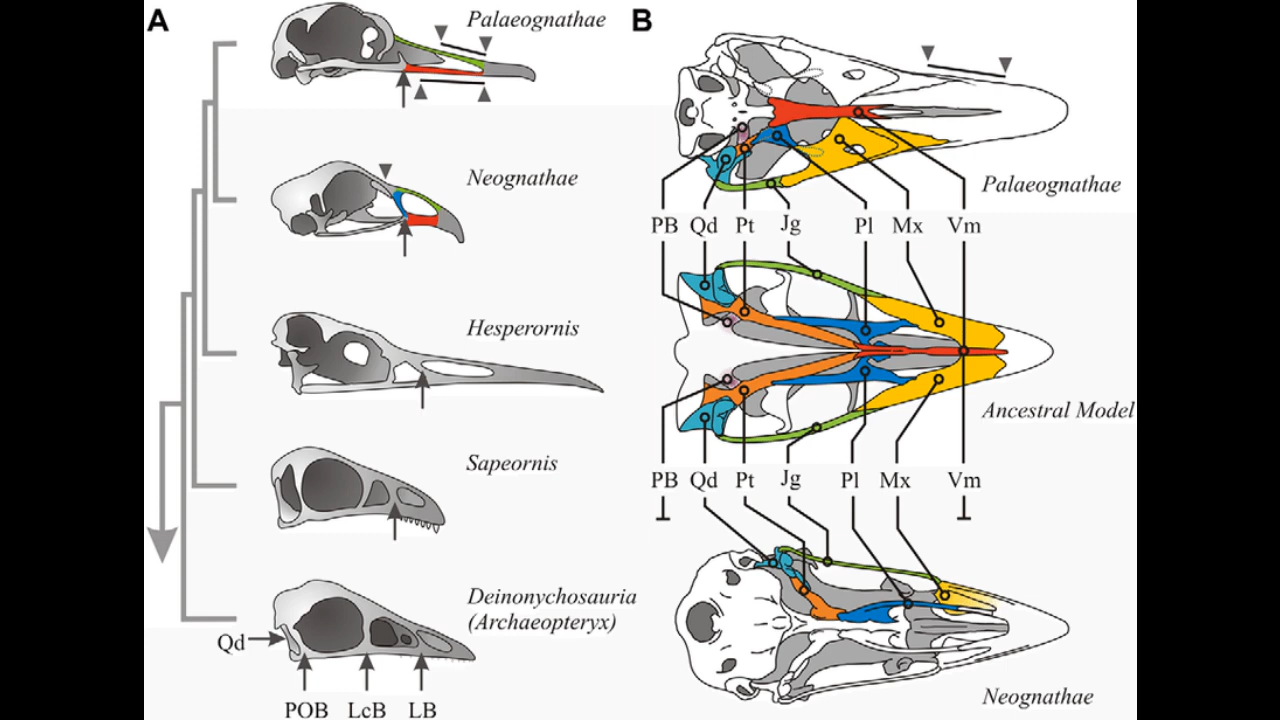 A
Palaeognathae
Neognathae
Hesperornis
Sapeornis
Deinonychosauria
(Archaeopteryx)
Qd
POB LcB LB
B
Palaeognathae
PB Qd Pt Jg Pl Mx Vm
Ancestral Model
PB Qd Pt Jg Pl Mx Vm
Neognathae